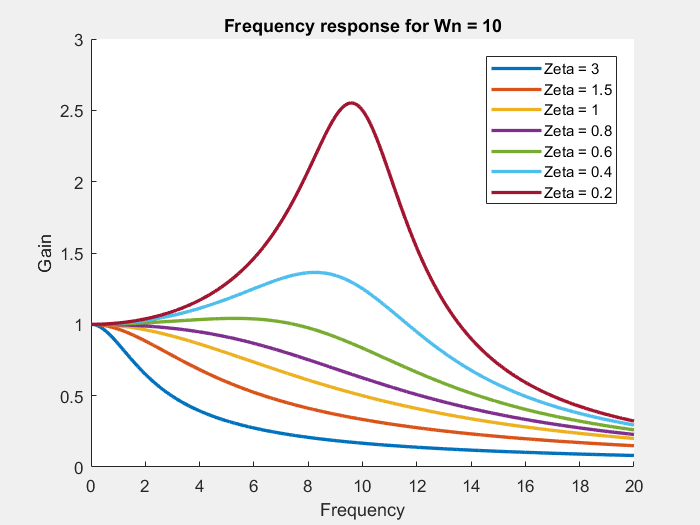 Frequency response for Wn = 10
Gain
3
2.5
2
1.5
1
0.5
0
Zeta = 3
Zeta = 1.5
Zeta = 1
Zeta = 0.8
Zeta = 0.6
Zeta = 0.4
Zeta = 0.2
0 2 4 6 8 10 12 14 16 18 20
Frequency